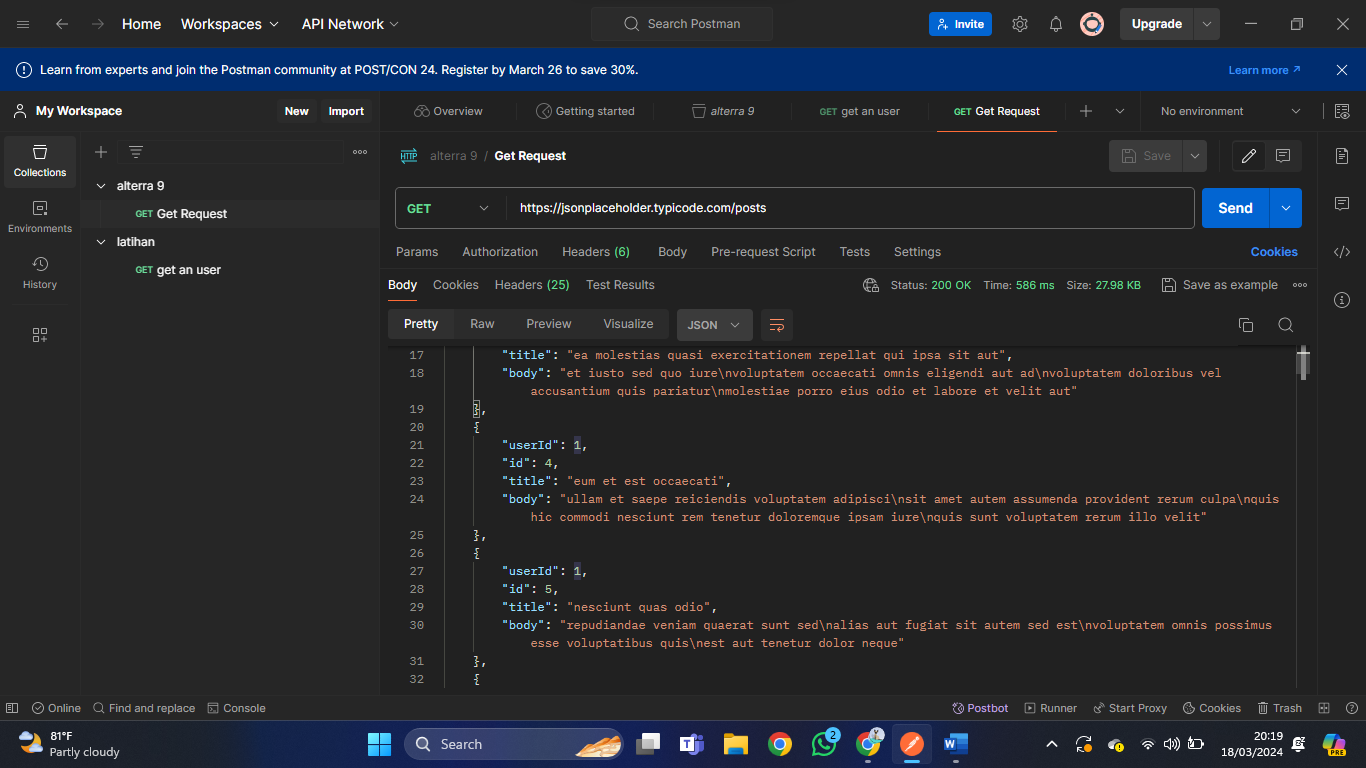 Home Workspaces API Network Search Postman Invite Upgrade
Learn from experts and join the Postman community at POST/CON 24. Register by March 26 to save 30%. Learn more
My Workspace New Import Overview Getting started alterra 9 GET get an user GET Get Request No environment
HTTP alterra 9 / Get Request Save
Collections
alterra 9
GET Get Request
latihan
GET get an user
Environments
History
GET https://jsonplaceholder.typicode.com/posts Send
Params Authorization Headers (6) Body Pre-request Script Tests Settings Cookies
Body Cookies Headers (25) Test Results Status: 200 OK Time: 586 ms Size: 27.98 KB Save as example
Pretty Raw Preview Visualize JSON
17 "title": "ea molestias quasi exercitationem repellat qui ipsa sit aut",
18 "body": "et iusto sed quo iure\nvoluptatem occaecati omnis eligendi aut ad\nvoluptatem doloribus vel
accusantium quis pariatur\nmolestiae porro eius odio et labore et velit aut"
19 },
20 {
21 "userId": 1,
22 "id": 4,
23 "title": "eum et est occaecati",
24 "body": "ullam et saepe reiciendis voluptatem adipisci\nsit amet autem assumenda provident rerum culpa\nquis
hic commodi nesciunt rem tenetur doloremque ipsam iure\nquis sunt voluptatem rerum illo velit"
25 },
26 {
27 "userId": 1,
28 "id": 5,
29 "title": "nesciunt quas odio",
30 "body": "repudiandae veniam quaerat sunt sed\nalias aut fugiat sit autem sed est\nvoluptatem omnis possimus
esse voluptatibus quis\nest aut tenetur dolor neque"
31 },
32 {
Online Find and replace Console Postbot Runner Start Proxy Cookies Trash
81°F
Partly cloudy
Search
2
20:19
18/03/2024
PRE